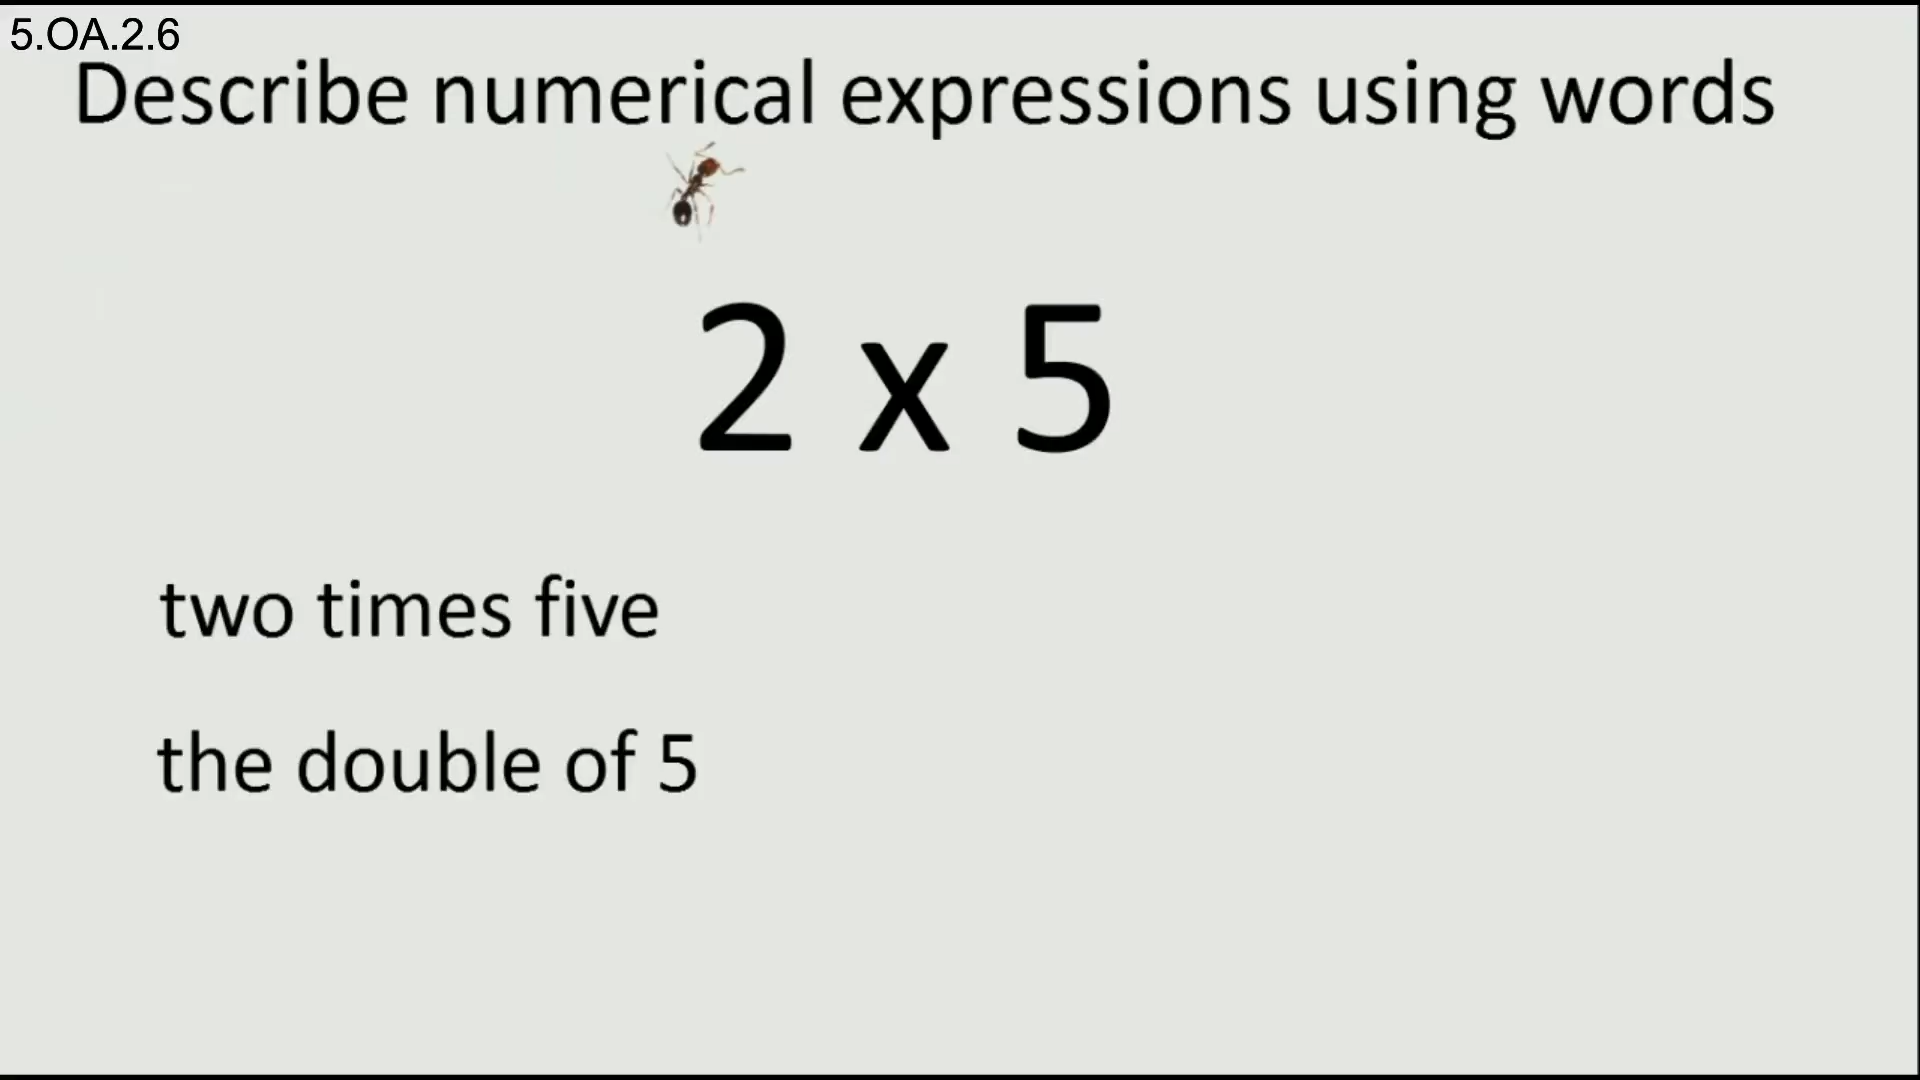 5.OA.2.6
Describe numerical expressions using words
2 x 5
two times five
the double of 5